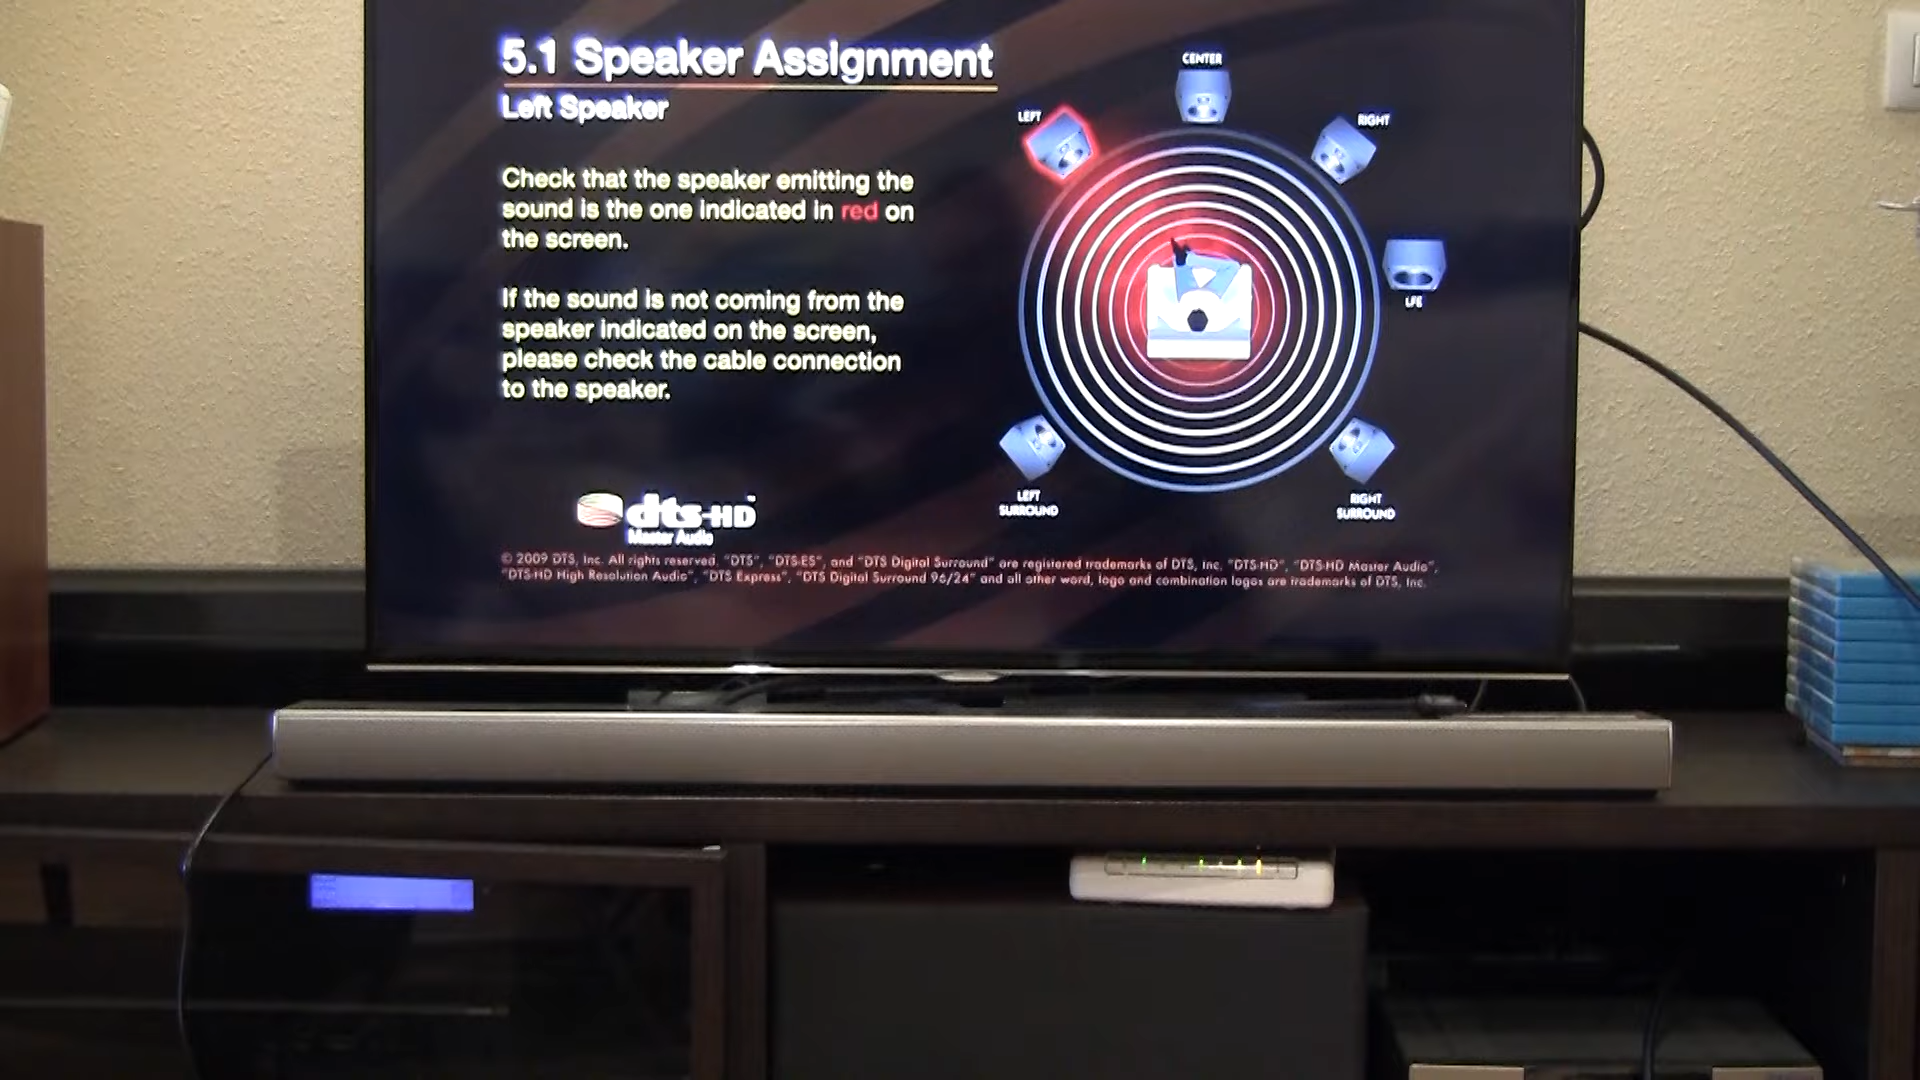 5.1 Speaker Assignment
Left Speaker
Check that the speaker emitting the
sound is the one indicated in red on
the screen.
If the sound is not coming from the
speaker indicated on the screen,
please check the cable connection
to the speaker.
CENTER
LEFT
RIGHT
LFE
LEFT
SURROUND
RIGHT
SURROUND
dts-HD™
Master Audio
© 2009 DTS, Inc. All rights reserved. "DTS", "DTS-ES", and "DTS Digital Surround" are registered trademarks of DTS, Inc. "DTS-HD", "DTS-HD Master Audio",
"DTS-HD High Resolution Audio", "DTS Express", "DTS Digital Surround 96/24" and all other word, logo and combination logos are trademarks of DTS, Inc.